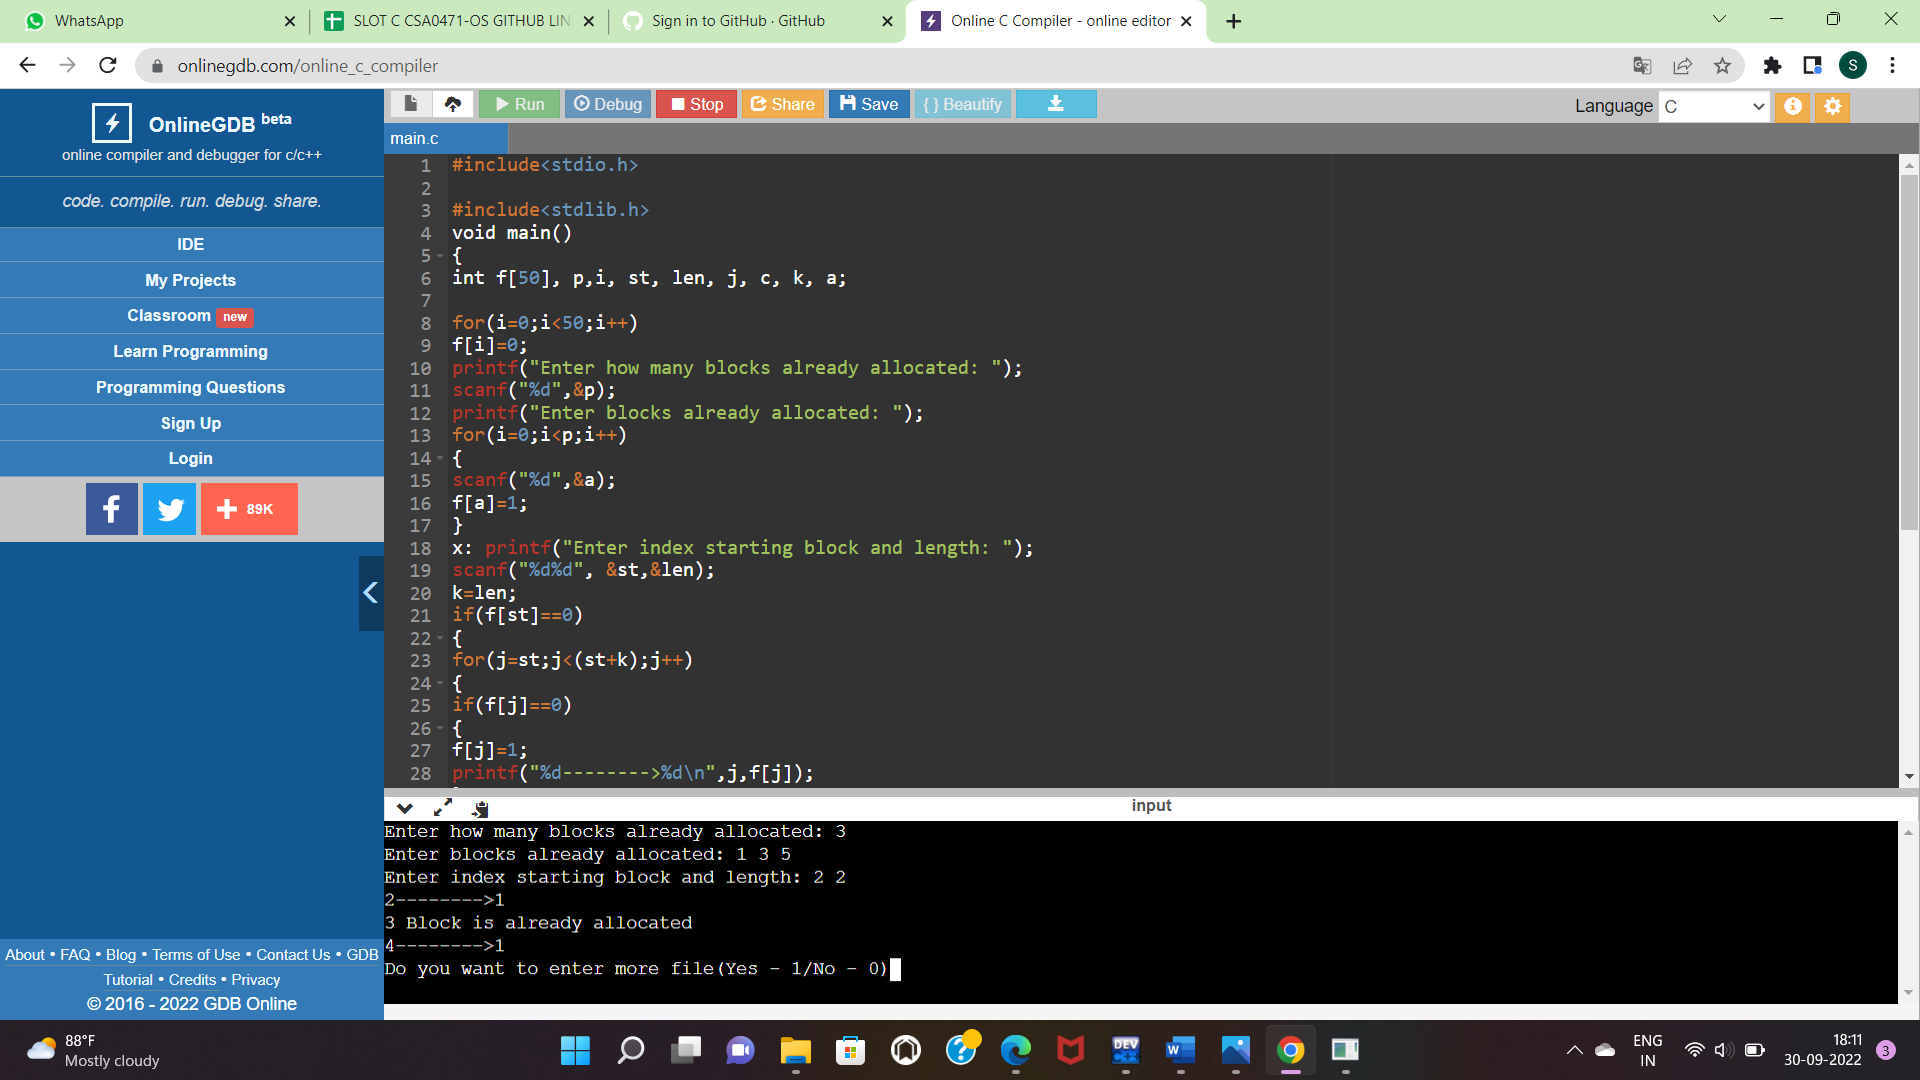 WhatsApp
SLOT C CSA0471-OS GITHUB LIN
Sign in to GitHub · GitHub
Online C Compiler - online editor
onlinegdb.com/online_c_compiler
S
OnlineGDB beta
online compiler and debugger for c/c++
code. compile. run. debug. share.
IDE
My Projects
Classroom new
Learn Programming
Programming Questions
Sign Up
Login
f
89K
About • FAQ • Blog • Terms of Use • Contact Us • GDB
Tutorial • Credits • Privacy
© 2016 - 2022 GDB Online
Run Debug Stop Share Save { } Beautify
Language C
main.c
1 #include<stdio.h>
2
3 #include<stdlib.h>
4 void main()
5 {
6 int f[50], p,i, st, len, j, c, k, a;
7
8 for(i=0;i<50;i++)
9 f[i]=0;
10 printf("Enter how many blocks already allocated: ");
11 scanf("%d",&p);
12 printf("Enter blocks already allocated: ");
13 for(i=0;i<p;i++)
14 {
15 scanf("%d",&a);
16 f[a]=1;
17 }
18 x: printf("Enter index starting block and length: ");
19 scanf("%d%d", &st,&len);
20 k=len;
21 if(f[st]==0)
22 {
23 for(j=st;j<(st+k);j++)
24 {
25 if(f[j]==0)
26 {
27 f[j]=1;
28 printf("%d-------->%d\n",j,f[j]);
input
Enter how many blocks already allocated: 3
Enter blocks already allocated: 1 3 5
Enter index starting block and length: 2 2
2-------->1
3 Block is already allocated
4-------->1
Do you want to enter more file(Yes - 1/No - 0)
88°F
Mostly cloudy
DEV
C++
W
ENG
IN
18:11
30-09-2022
3